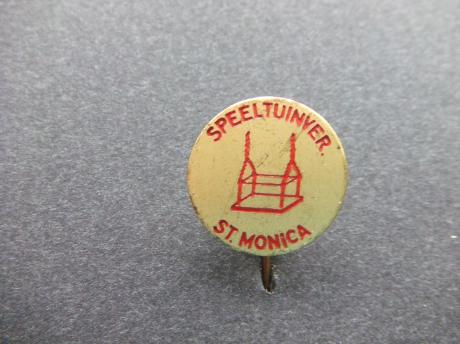 SPEELTUINVER.
ST. MONiCA